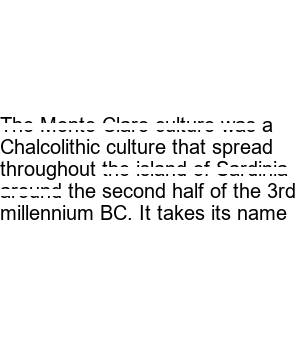 The Monte Claro culture was a
Chalcolithic culture that spread
throughout the island of Sardinia
around the second half of the 3rd
millennium BC. It takes its name